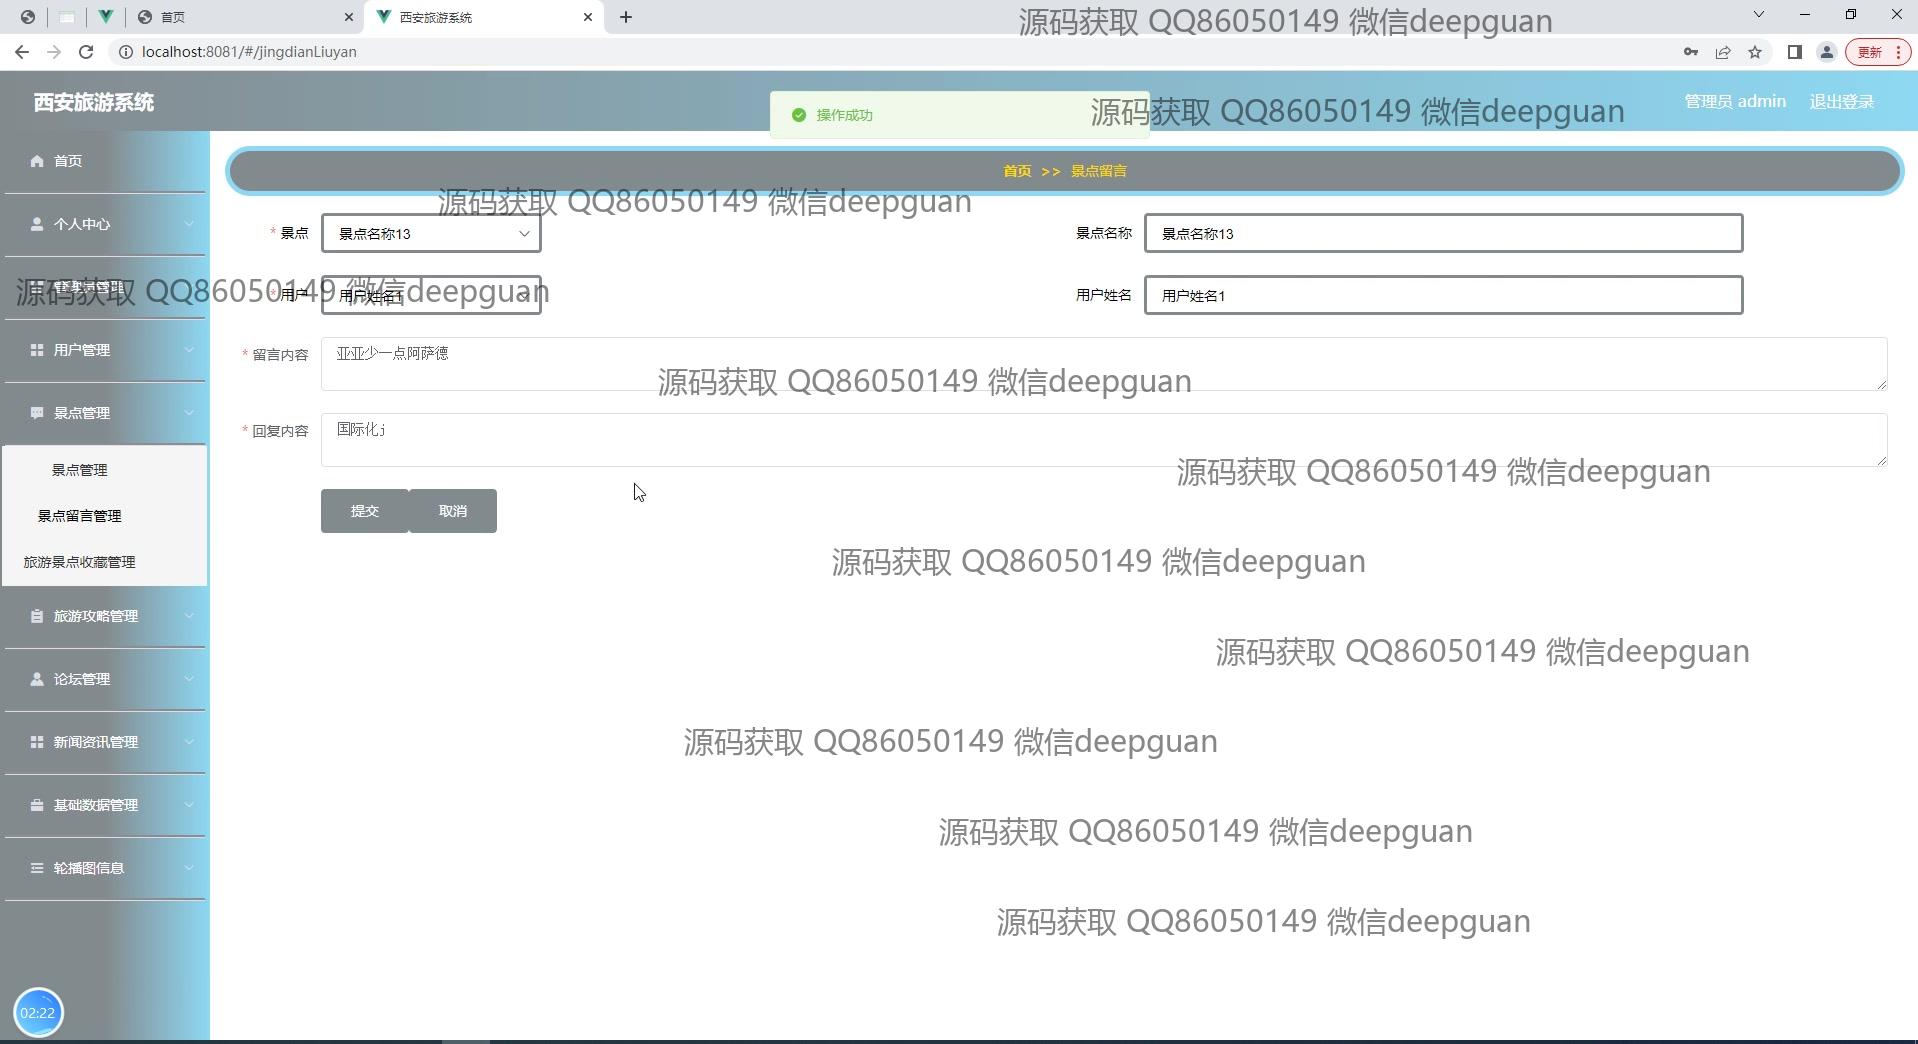 首页
西安旅游系统
源码获取 QQ86050149 微信deepguan
localhost:8081/#/jingdianLiuyan
更新
西安旅游系统
操作成功
源码获取 QQ86050149 微信deepguan
管理员 admin
退出登录
首页
首页 >> 景点留言
源码获取 QQ86050149 微信deepguan
个人中心
* 景点
景点名称13
景点名称
景点名称13
管理员管理
源码获取 QQ86050149 微信deepguan
* 用户
用户姓名1
用户姓名
用户姓名1
用户管理
* 留言内容
亚亚少一点阿萨德
源码获取 QQ86050149 微信deepguan
景点管理
* 回复内容
国际化j
景点管理
源码获取 QQ86050149 微信deepguan
景点留言管理
提交
取消
旅游景点收藏管理
源码获取 QQ86050149 微信deepguan
旅游攻略管理
源码获取 QQ86050149 微信deepguan
论坛管理
新闻资讯管理
源码获取 QQ86050149 微信deepguan
基础数据管理
源码获取 QQ86050149 微信deepguan
轮播图信息
源码获取 QQ86050149 微信deepguan
02:22